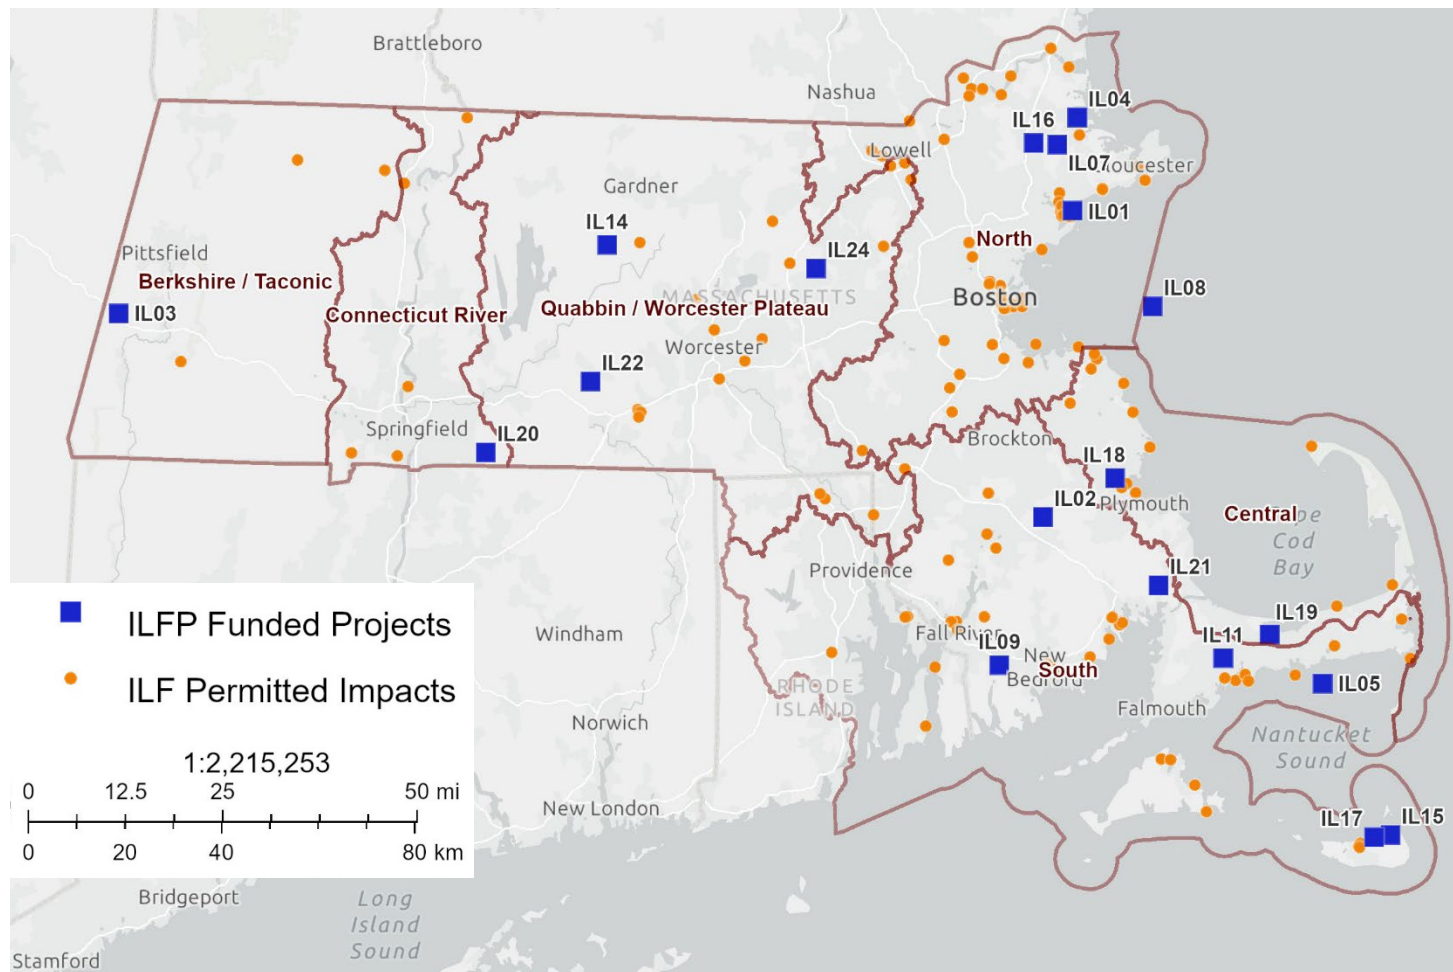 Brattleboro
Nashua
IL04
IL16
Lowell
IL07
loucester
Gardner
IL14
IL01
IL24
North
Pittsfield
Berkshire / Taconic
MASSACHUSETTS
Boston
IL08
IL03
Connecticut River
Quabbin / Worcester Plateau
Worcester
IL22
Springfield
IL20
Brockton
IL18
Plymouth
IL02
Central
pe
Cod
Bay
Providence
IL21
ILFP Funded Projects
Windham
Fall River
IL19
IL09
New
Bedford
South
IL11
IL05
ILF Permitted Impacts
RHODE
ISLAND
Norwich
Falmouth
Nantucket
Sound
1:2,215,253
0 12.5 25 50 mi
0 20 40 80 km
New London
IL17
IL15
Bridgeport
Long
Island
Sound
Stamford